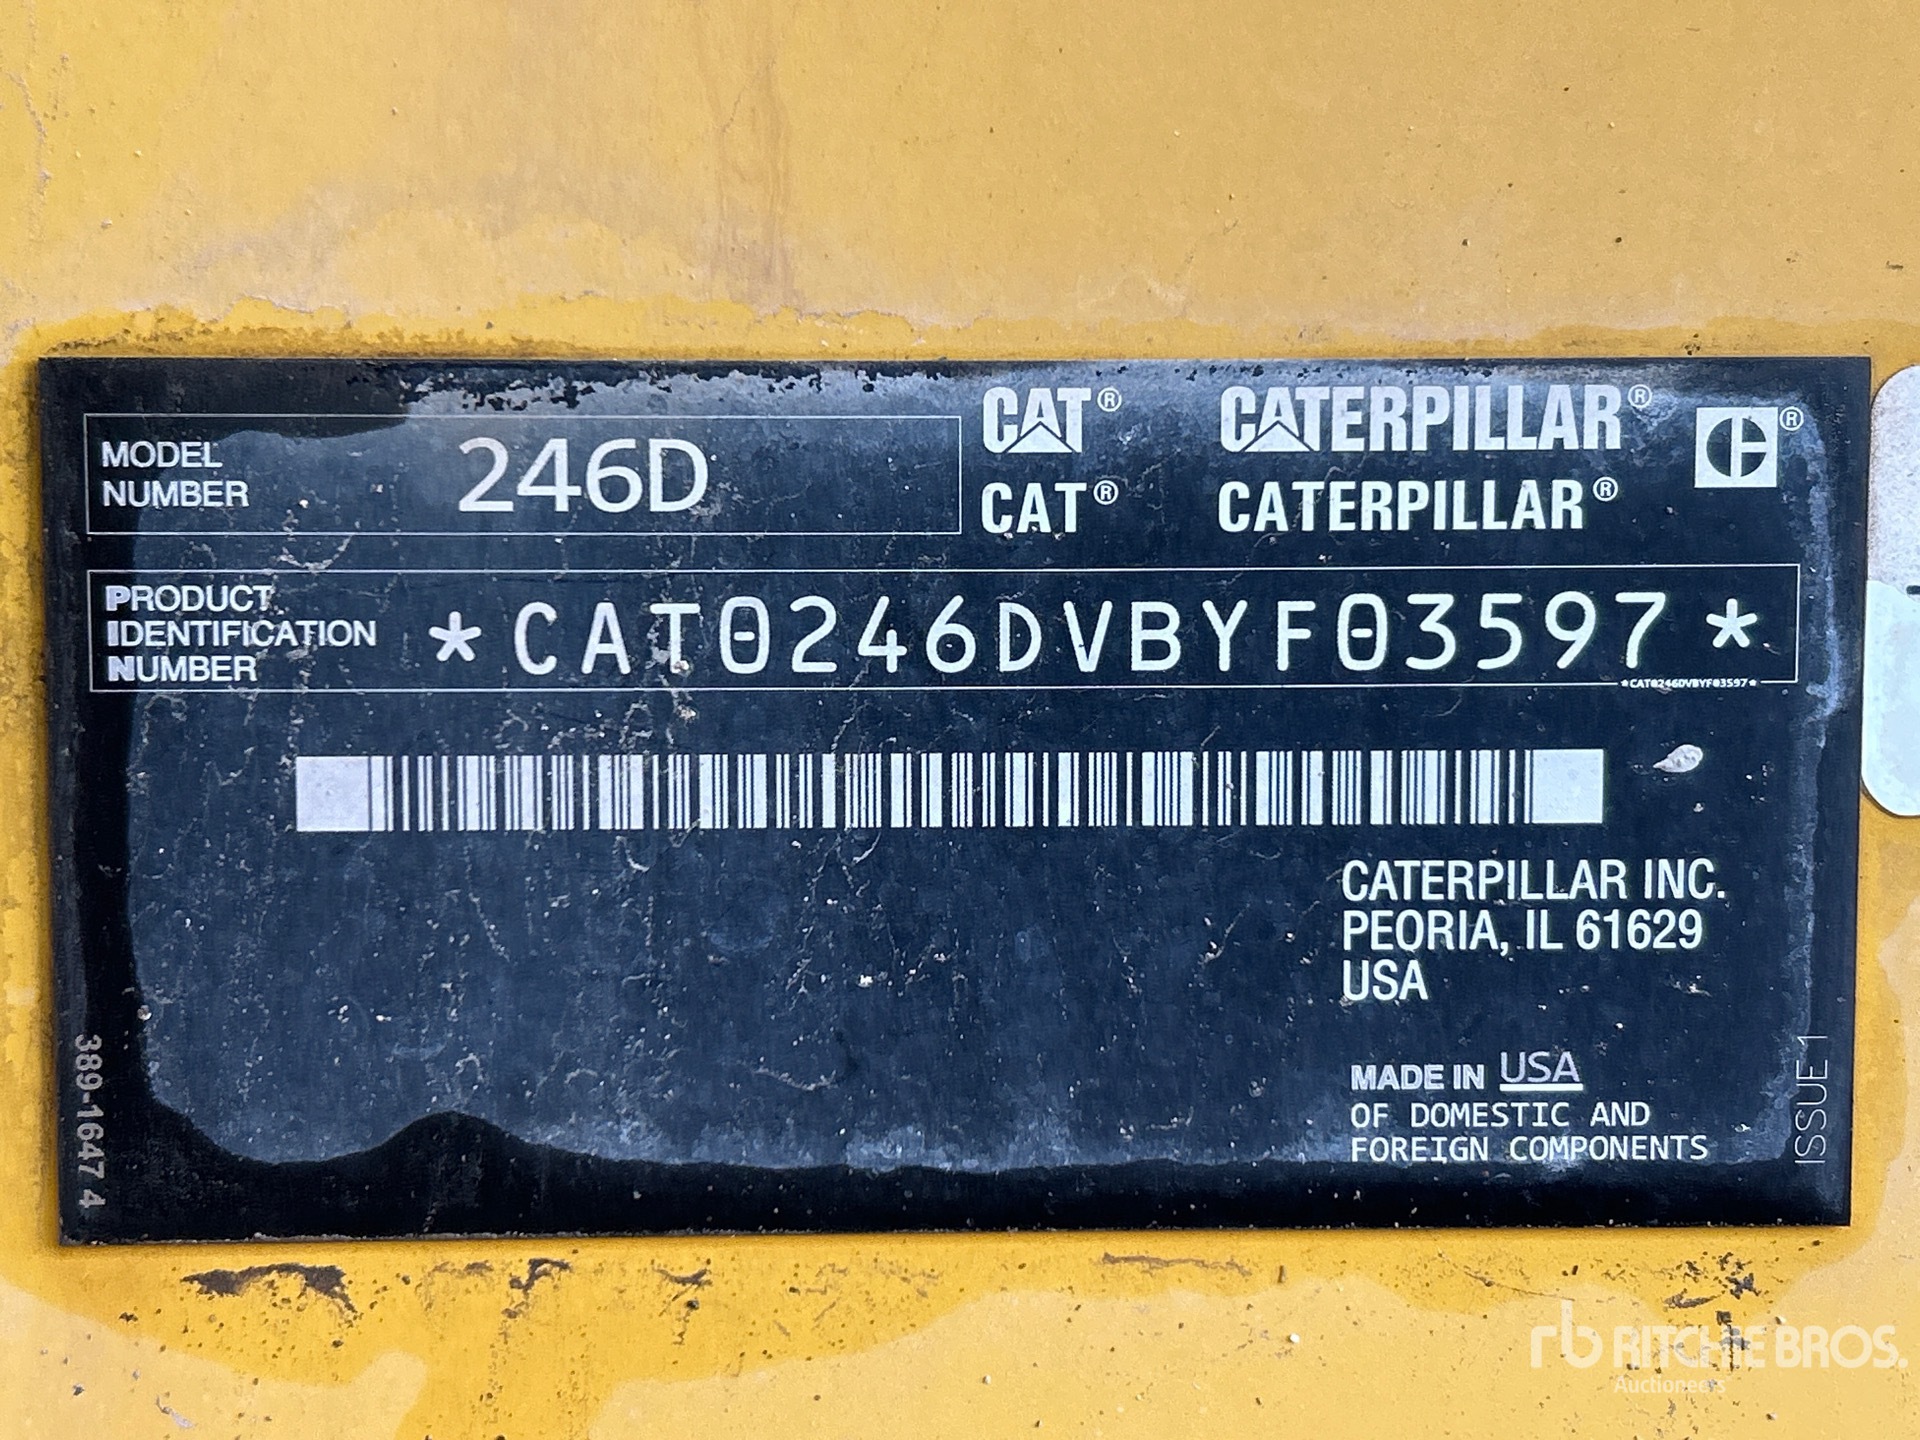 MODEL
NUMBER
246D
CAT® CATERPILLAR® ®
CAT® CATERPILLAR®
PRODUCT
IDENTIFICATION
NUMBER
*CAT0246DVBYF03597*
*CAT0246DVBYF03597*
CATERPILLAR INC.
PEORIA, IL 61629
USA
MADE IN USA
OF DOMESTIC AND
FOREIGN COMPONENTS
389-1647 4
ISSUE 1
rb RITCHIE BROS.
Auctioneers